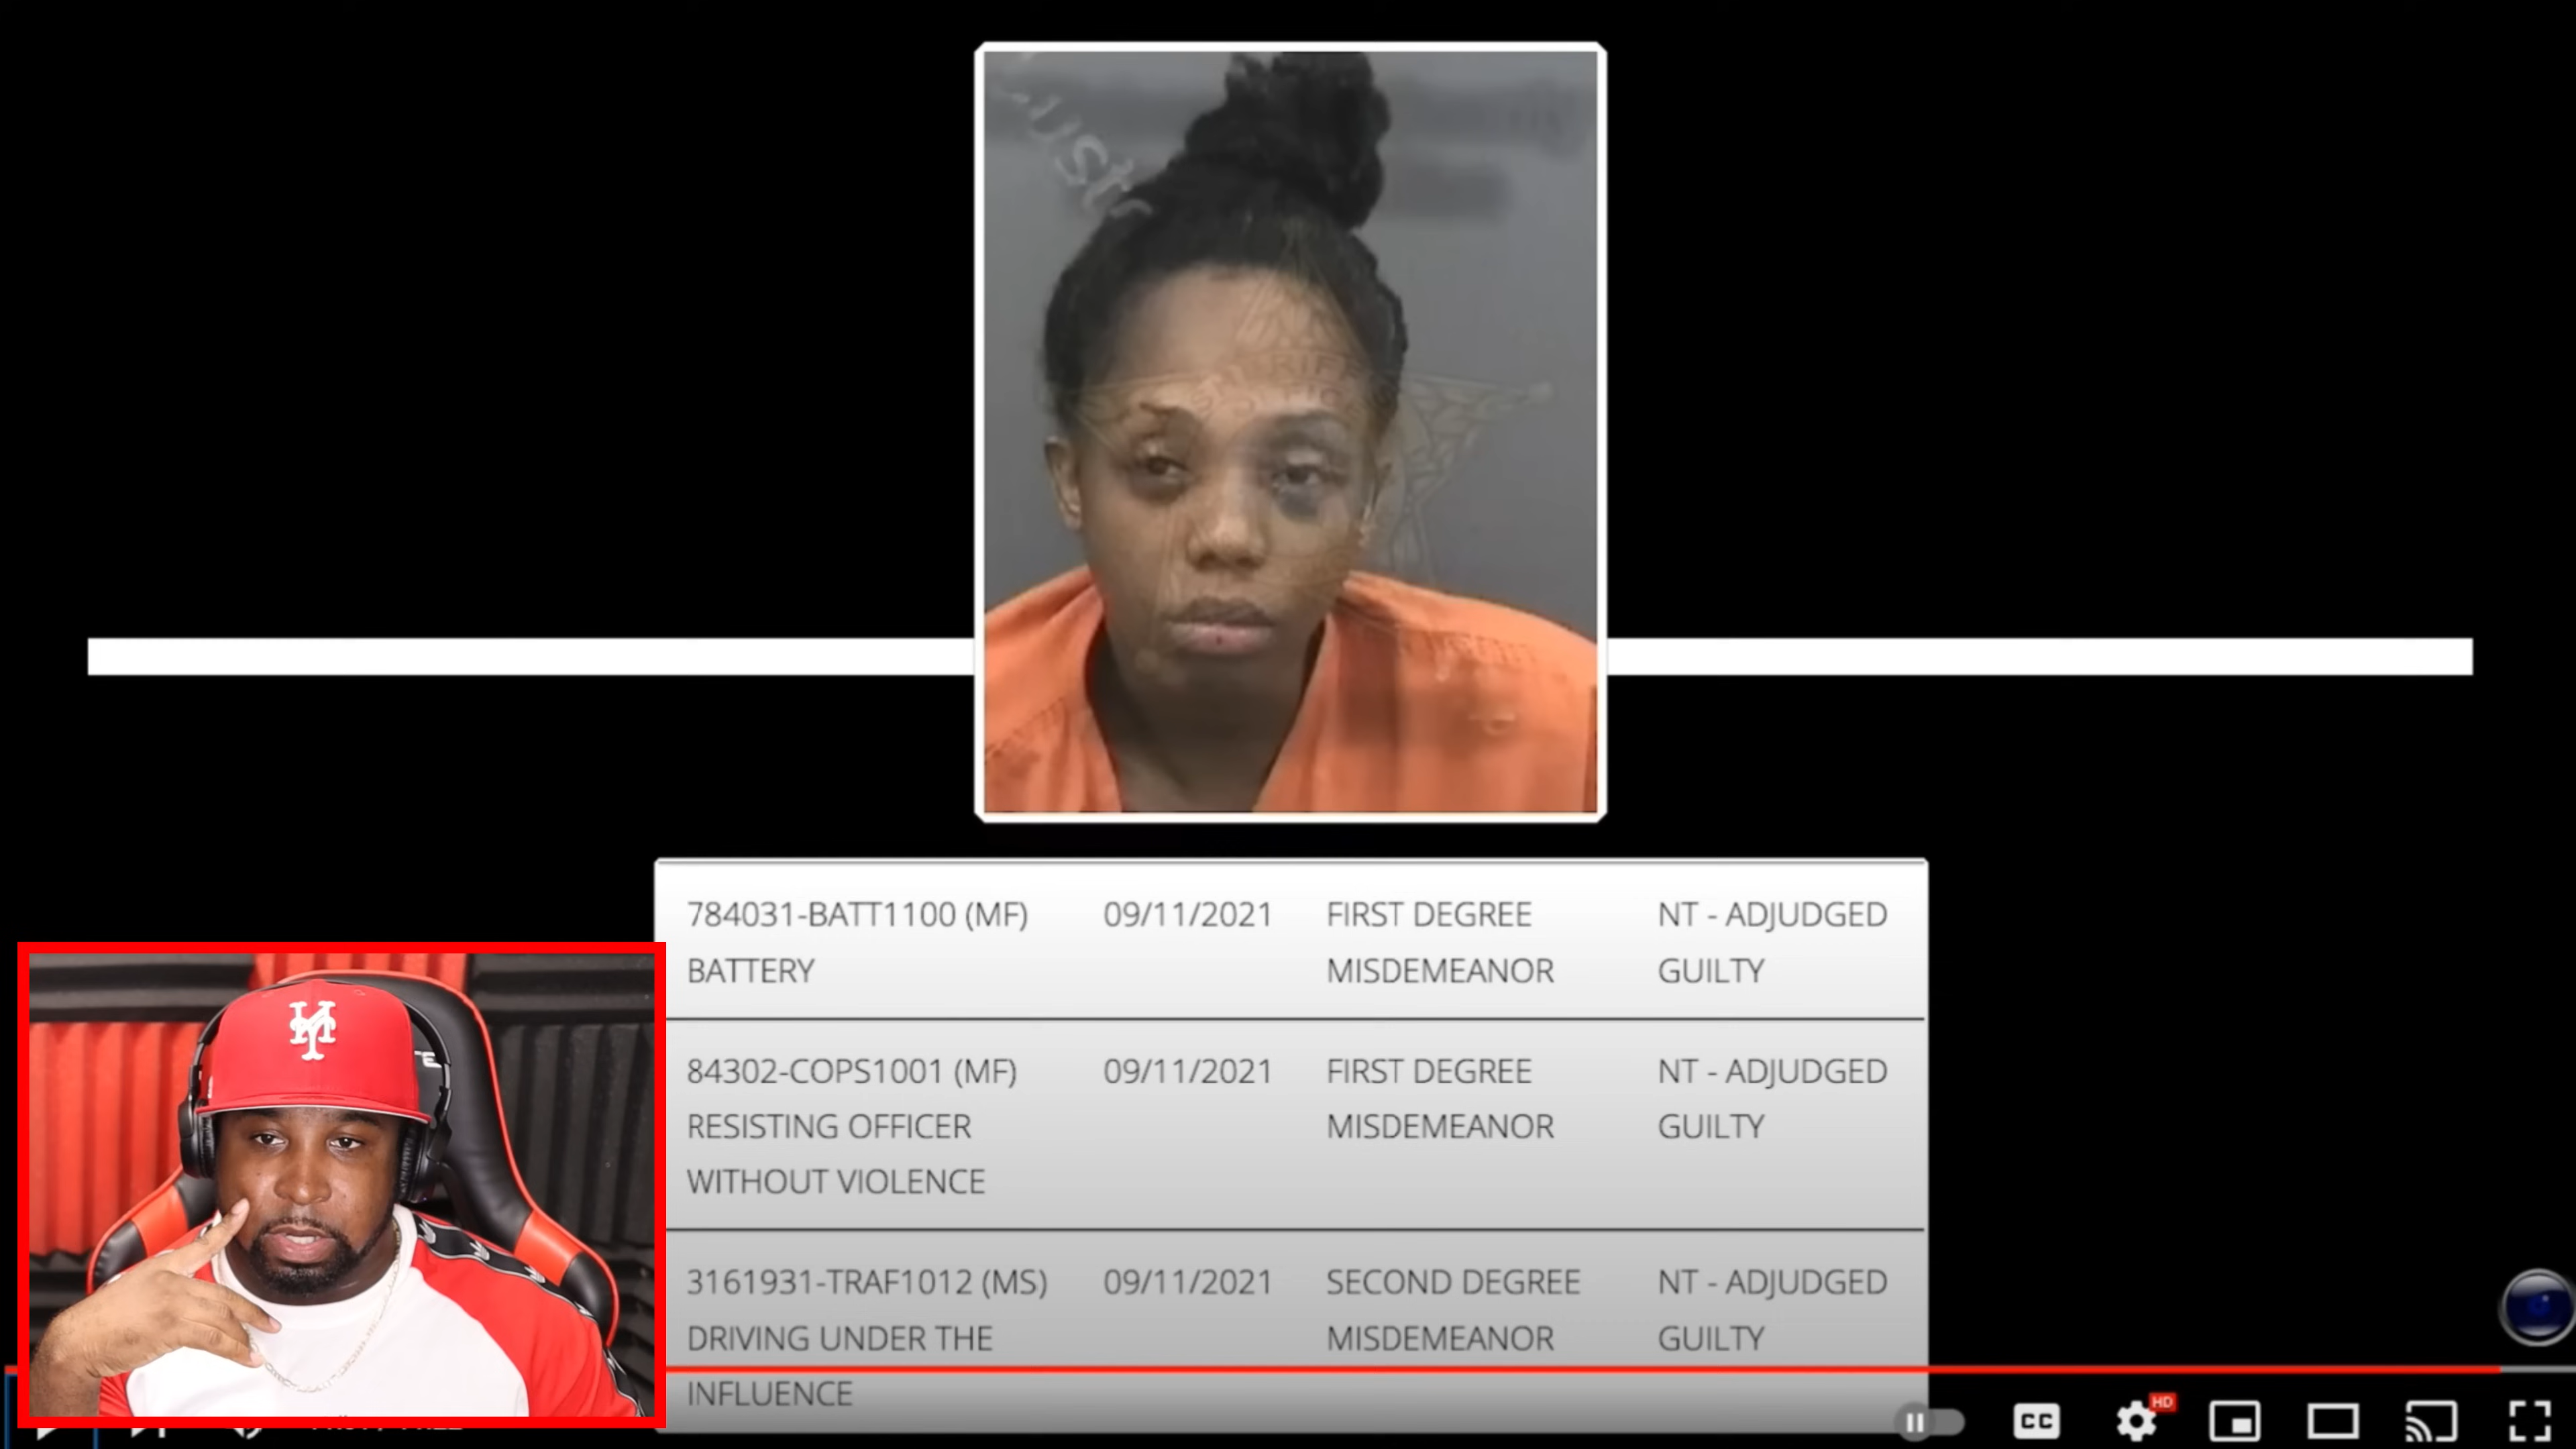 784031-BATT1100 (MF) 09/11/2021 FIRST DEGREE NT - ADJUDGED
BATTERY MISDEMEANOR GUILTY
84302-COPS1001 (MF) 09/11/2021 FIRST DEGREE NT - ADJUDGED
RESISTING OFFICER MISDEMEANOR GUILTY
WITHOUT VIOLENCE
3161931-TRAF1012 (MS) 09/11/2021 SECOND DEGREE NT - ADJUDGED
DRIVING UNDER THE MISDEMEANOR GUILTY
INFLUENCE
HD
CC